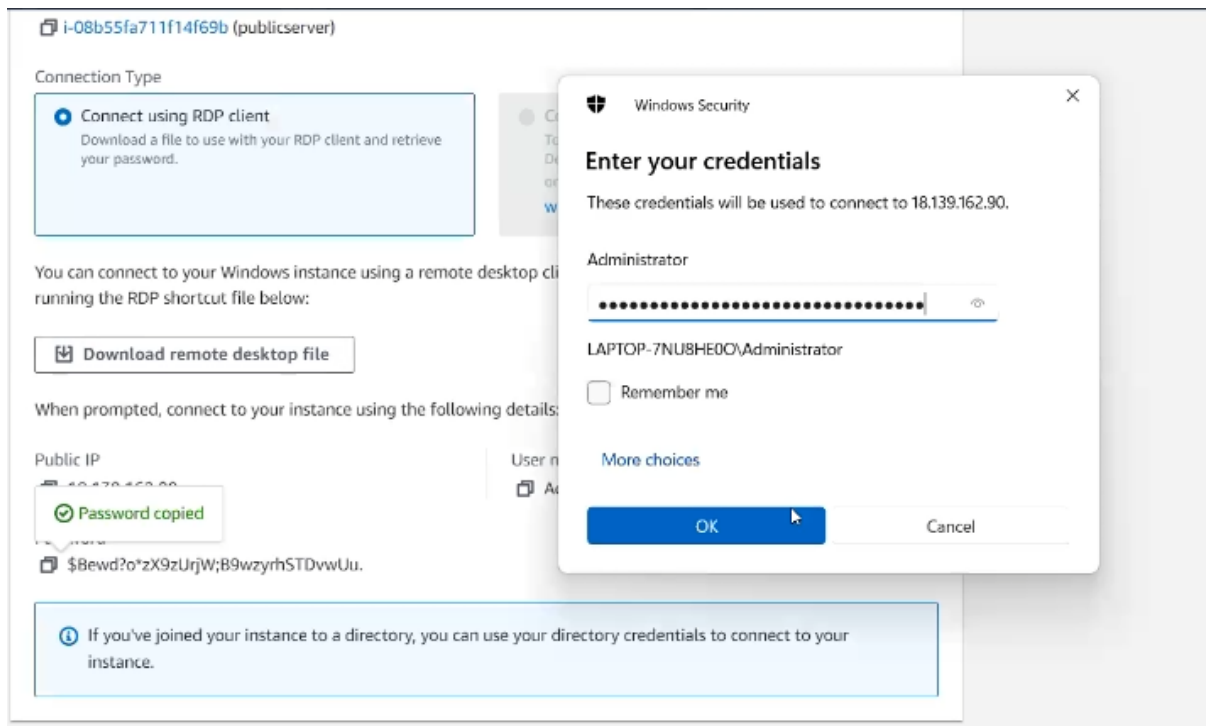 i-08b55fa711f14f69b (publicserver)
Connection Type
Connect using RDP client
Download a file to use with your RDP client and retrieve
your password.
You can connect to your Windows instance using a remote desktop
running the RDP shortcut file below:
Download remote desktop file
When prompted, connect to your instance using the following details:
Public IP
User
Password copied
$Bewd?o*zX9zUrjW;B9wzyrhSTDvwUu.
If you've joined your instance to a directory, you can use your directory credentials to connect to your
instance.
Windows Security
Enter your credentials
These credentials will be used to connect to 18.139.162.90.
Administrator
••••••••••••••••••••••••••••••••
LAPTOP-7NU8HE0O\Administrator
Remember me
More choices
OK
Cancel